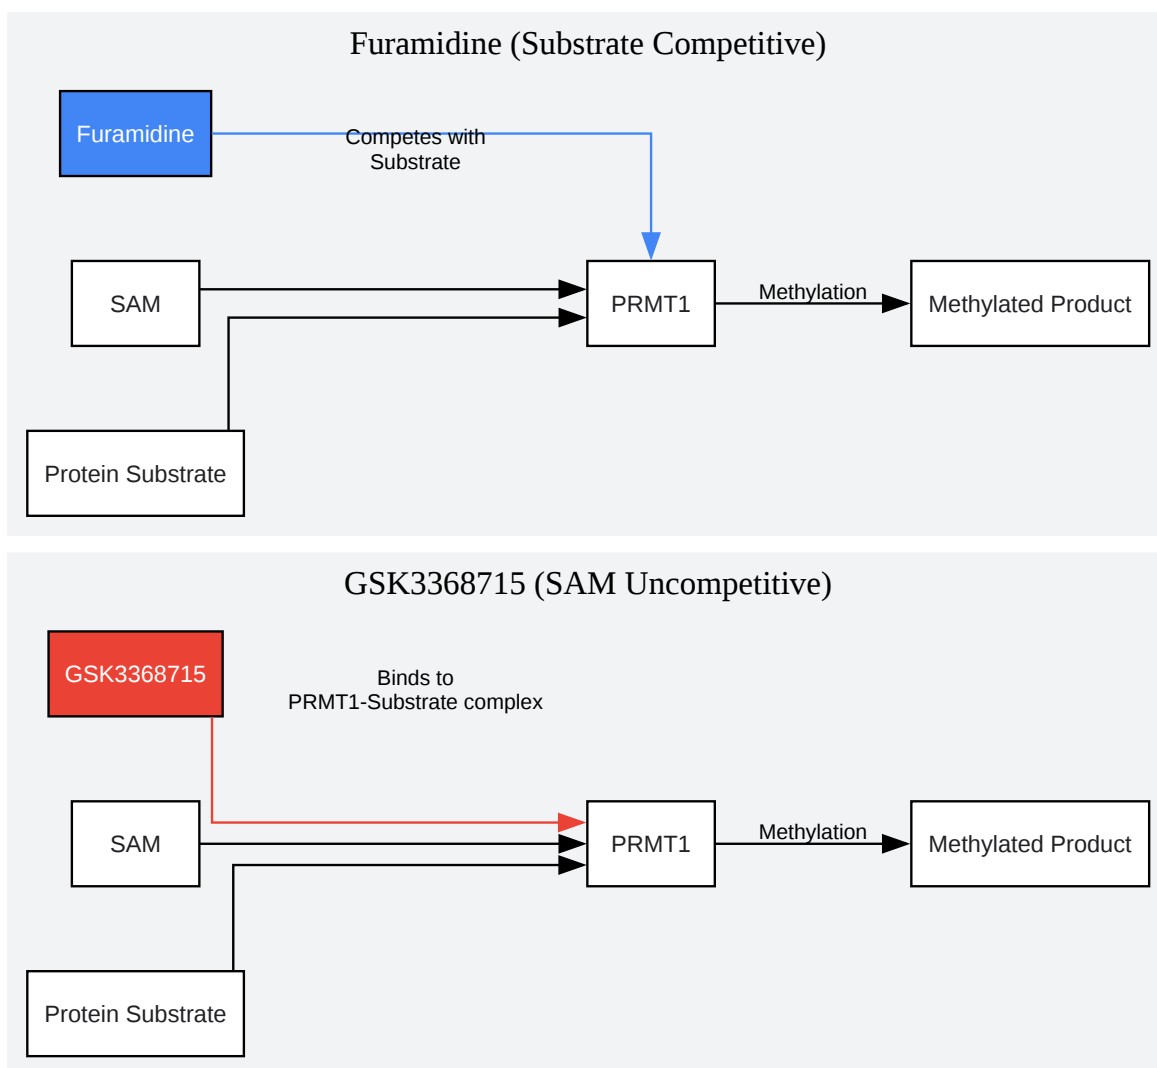 Furamidine (Substrate Competitive)
Furamidine
Competes with
Substrate
SAM
PRMT1
Methylation
Methylated Product
Protein Substrate
GSK3368715 (SAM Uncompetitive)
GSK3368715
Binds to
PRMT1-Substrate complex
SAM
PRMT1
Methylation
Methylated Product
Protein Substrate